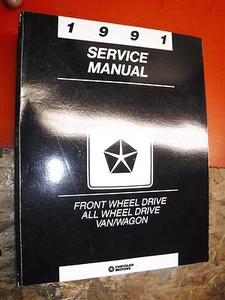 1991
SERVICE
MANUAL
FRONT WHEEL DRIVE
ALL WHEEL DRIVE
VAN/WAGON
CHRYSLER
MOTORS